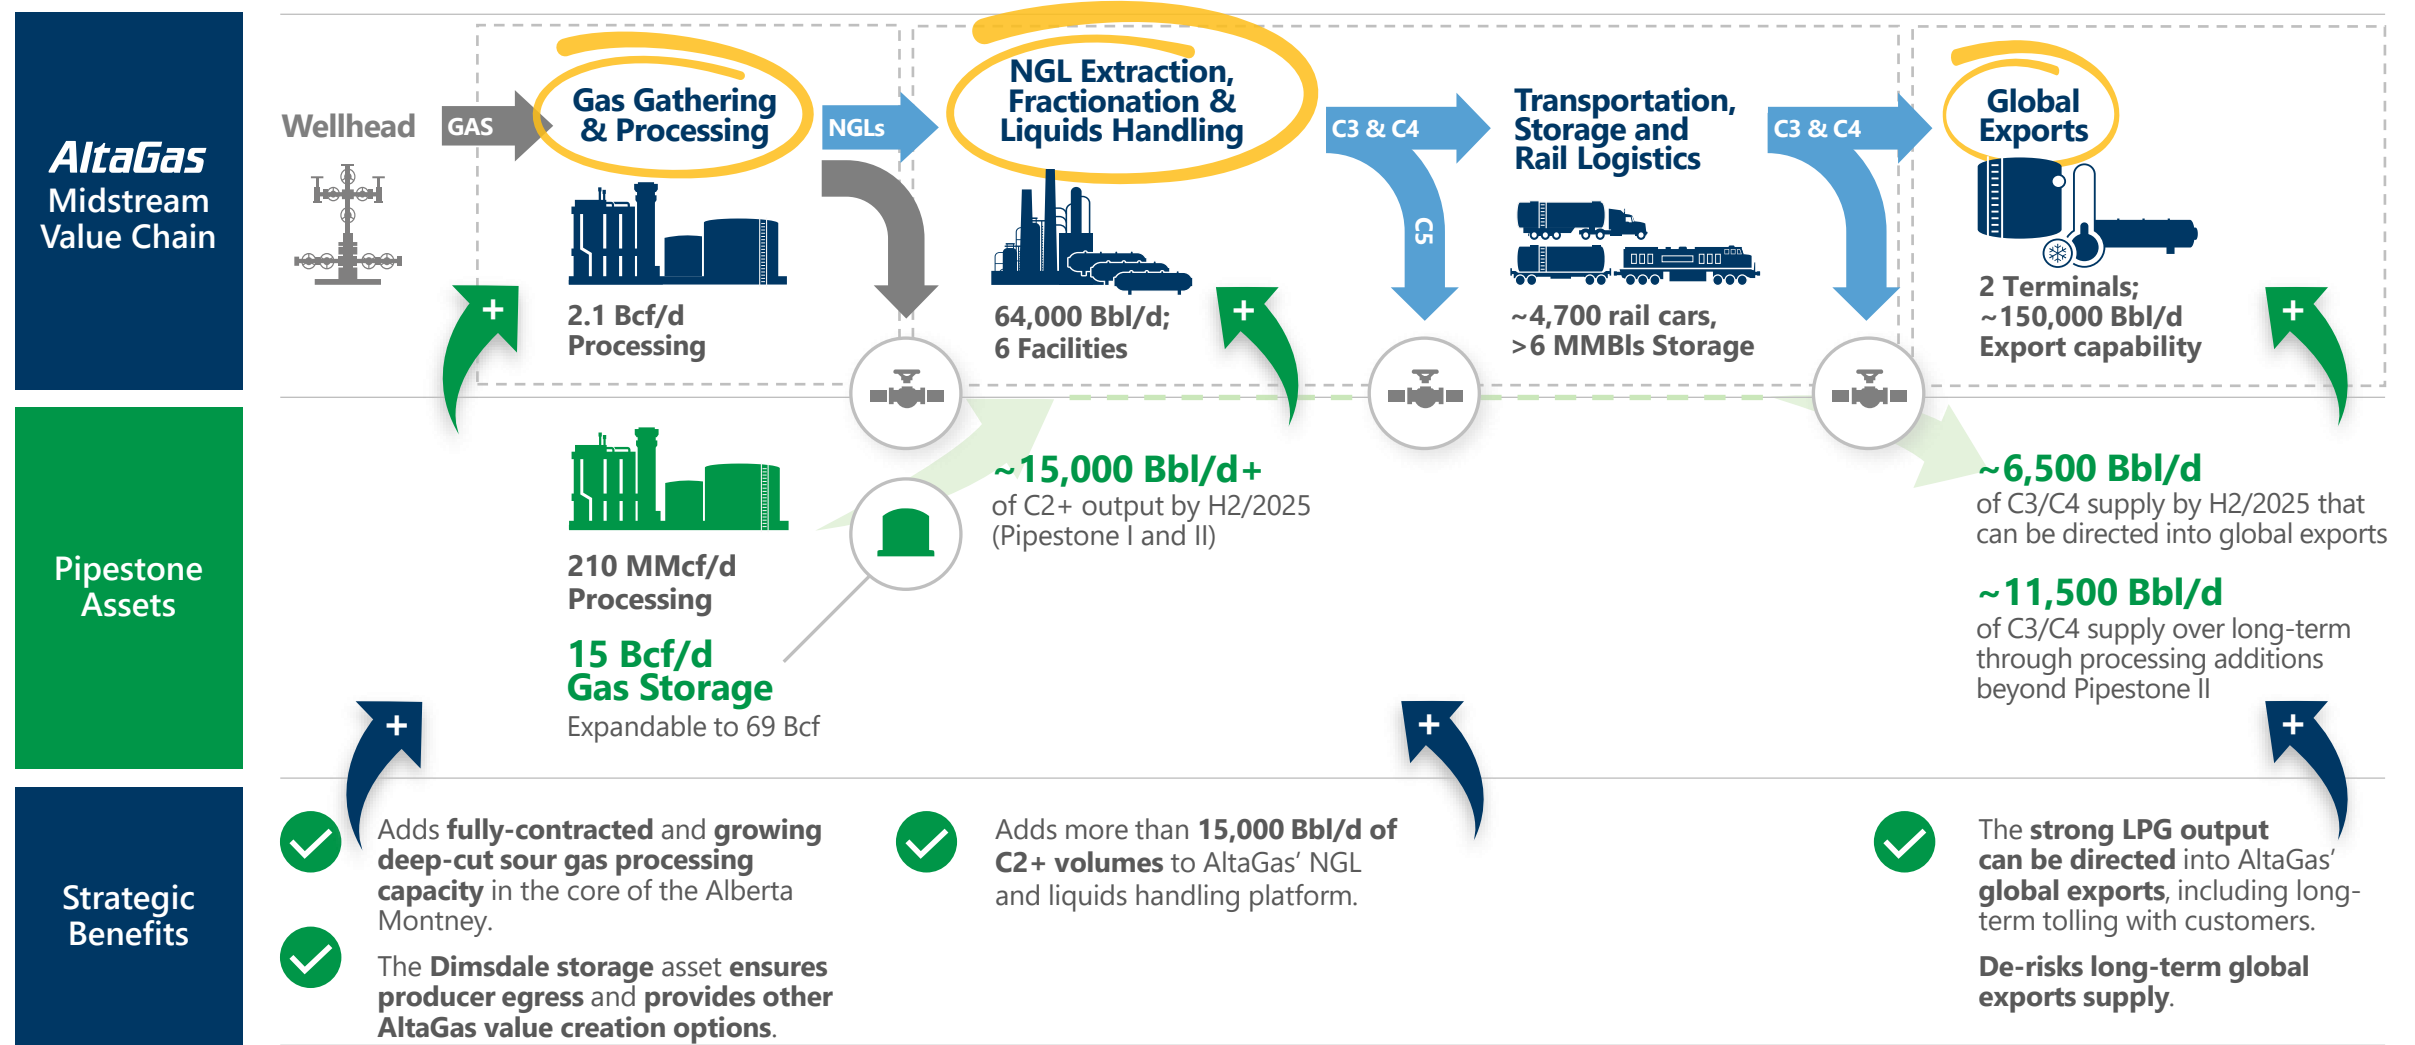 AltaGas
Midstream
Value Chain
Wellhead
GAS
Gas Gathering
& Processing
2.1 Bcf/d
Processing
NGLs
NGL Extraction,
Fractionation &
Liquids Handling
64,000 Bbl/d;
6 Facilities
C3 & C4
C5
Transportation,
Storage and
Rail Logistics
~4,700 rail cars,
>6 MMBls Storage
C3 & C4
Global
Exports
2 Terminals;
~150,000 Bbl/d
Export capability
+
+
+
Pipestone
Assets
210 MMcf/d
Processing
15 Bcf/d
Gas Storage
Expandable to 69 Bcf
~15,000 Bbl/d+
of C2+ output by H2/2025
(Pipestone I and II)
~6,500 Bbl/d
of C3/C4 supply by H2/2025 that
can be directed into global exports
~11,500 Bbl/d
of C3/C4 supply over long-term
through processing additions
beyond Pipestone II
+
+
+
Strategic
Benefits
Adds fully-contracted and growing
deep-cut sour gas processing
capacity in the core of the Alberta
Montney.
The Dimsdale storage asset ensures
producer egress and provides other
AltaGas value creation options.
Adds more than 15,000 Bbl/d of
C2+ volumes to AltaGas’ NGL
and liquids handling platform.
The strong LPG output
can be directed into AltaGas’
global exports, including long-
term tolling with customers.
De-risks long-term global
exports supply.